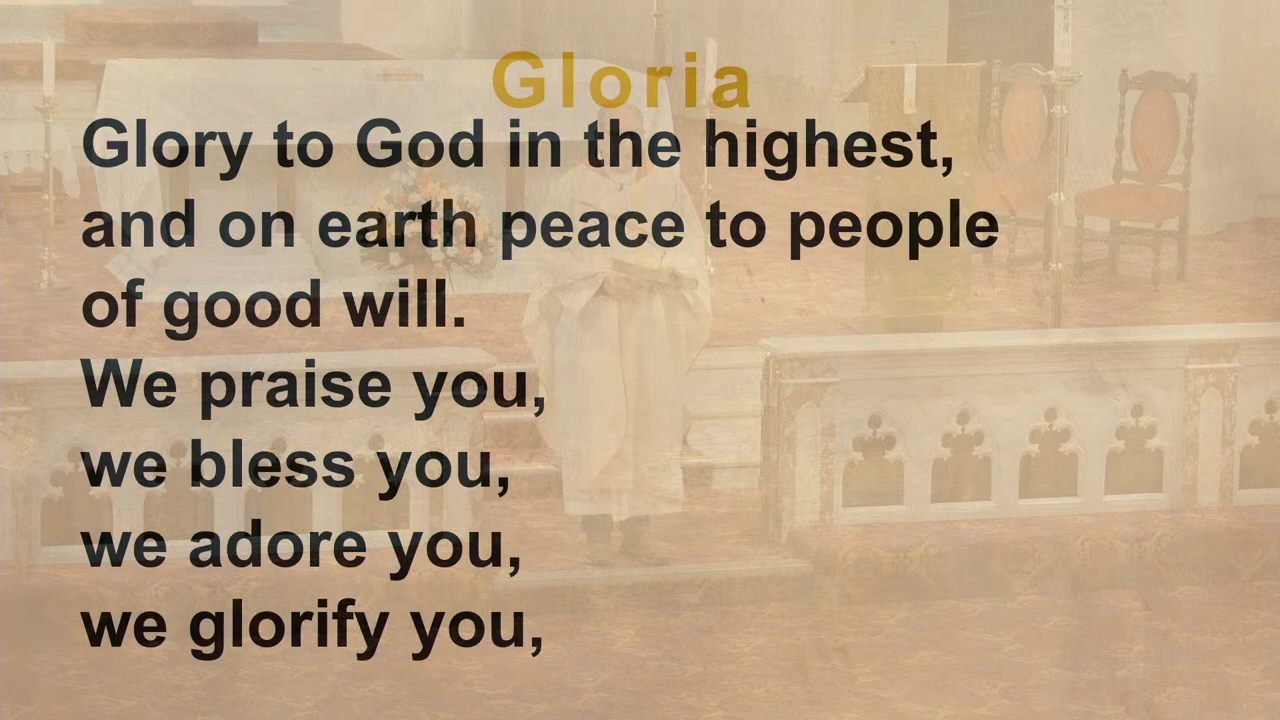 Gloria
Glory to God in the highest,
and on earth peace to people
of good will.
We praise you,
we bless you,
we adore you,
we glorify you,